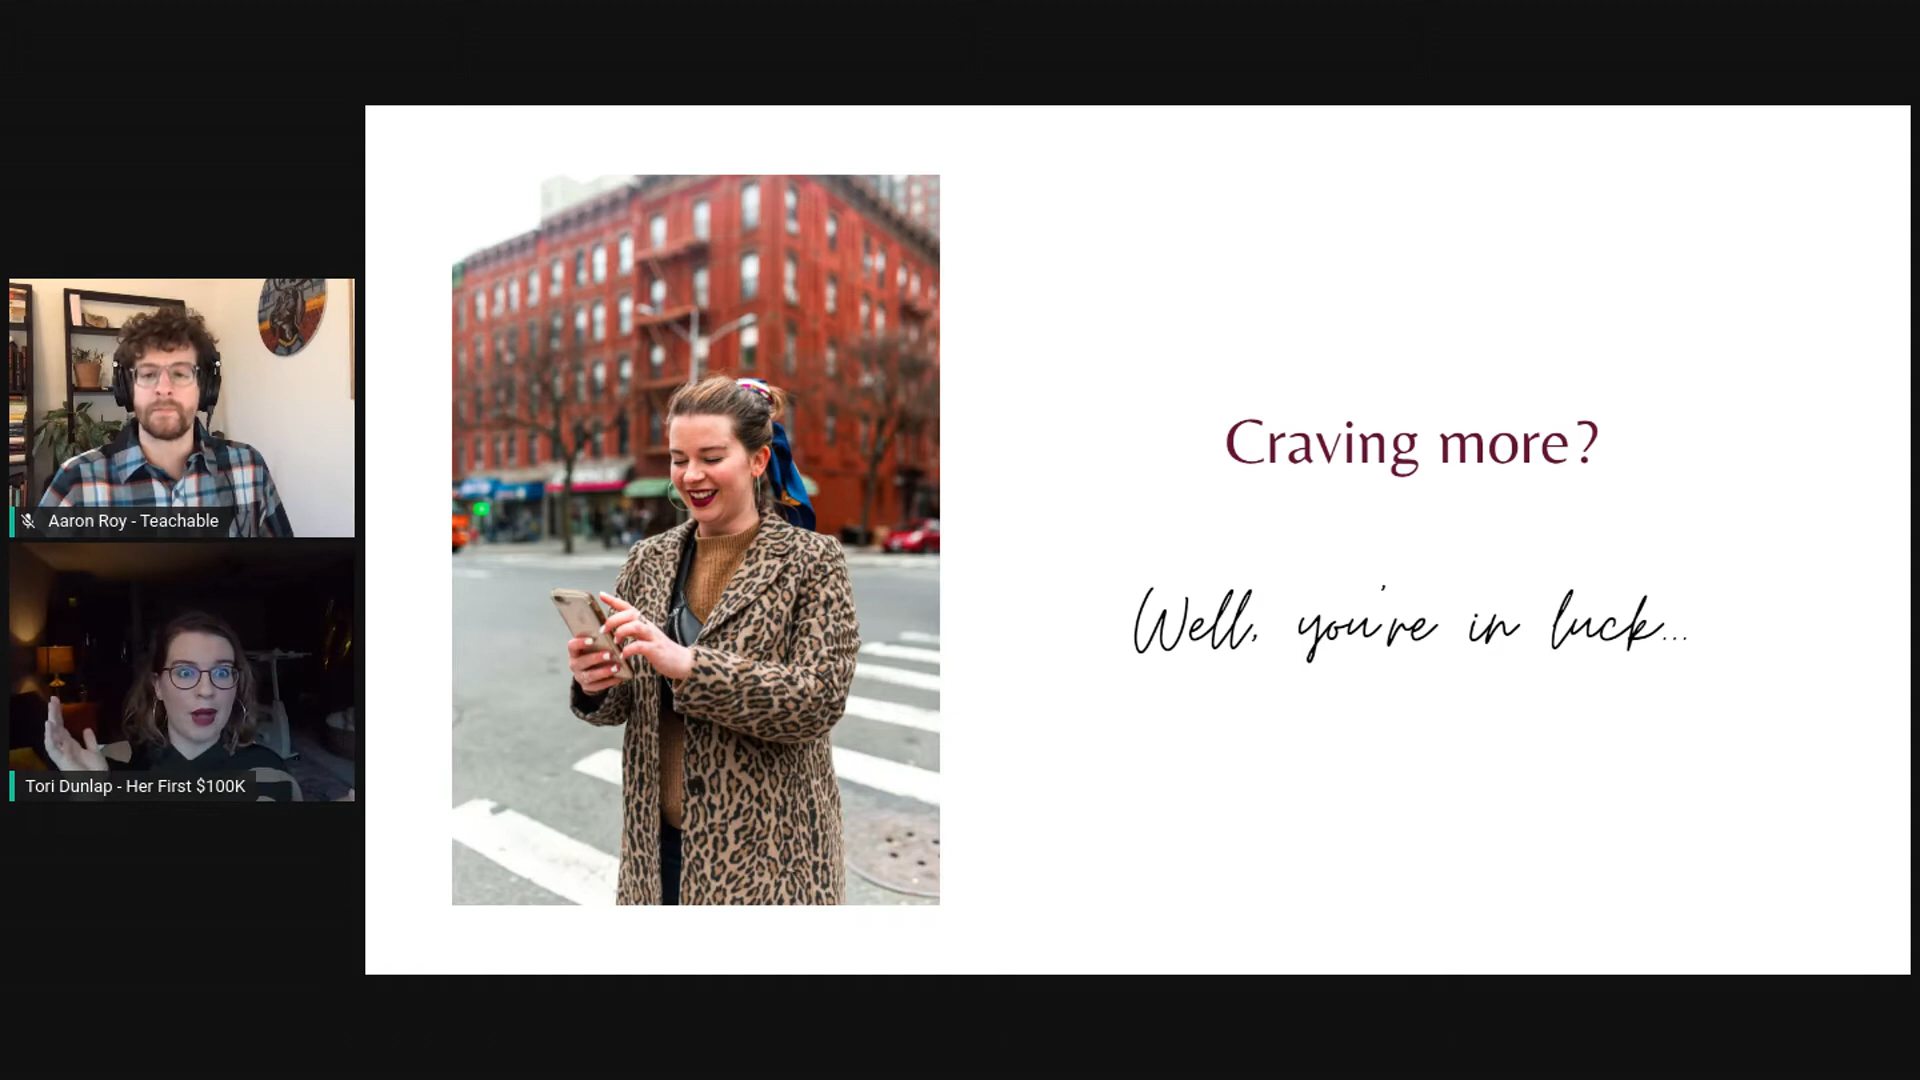 Aaron Roy - Teachable
Tori Dunlap - Her First $100K
Craving more?
Well, you're in luck...